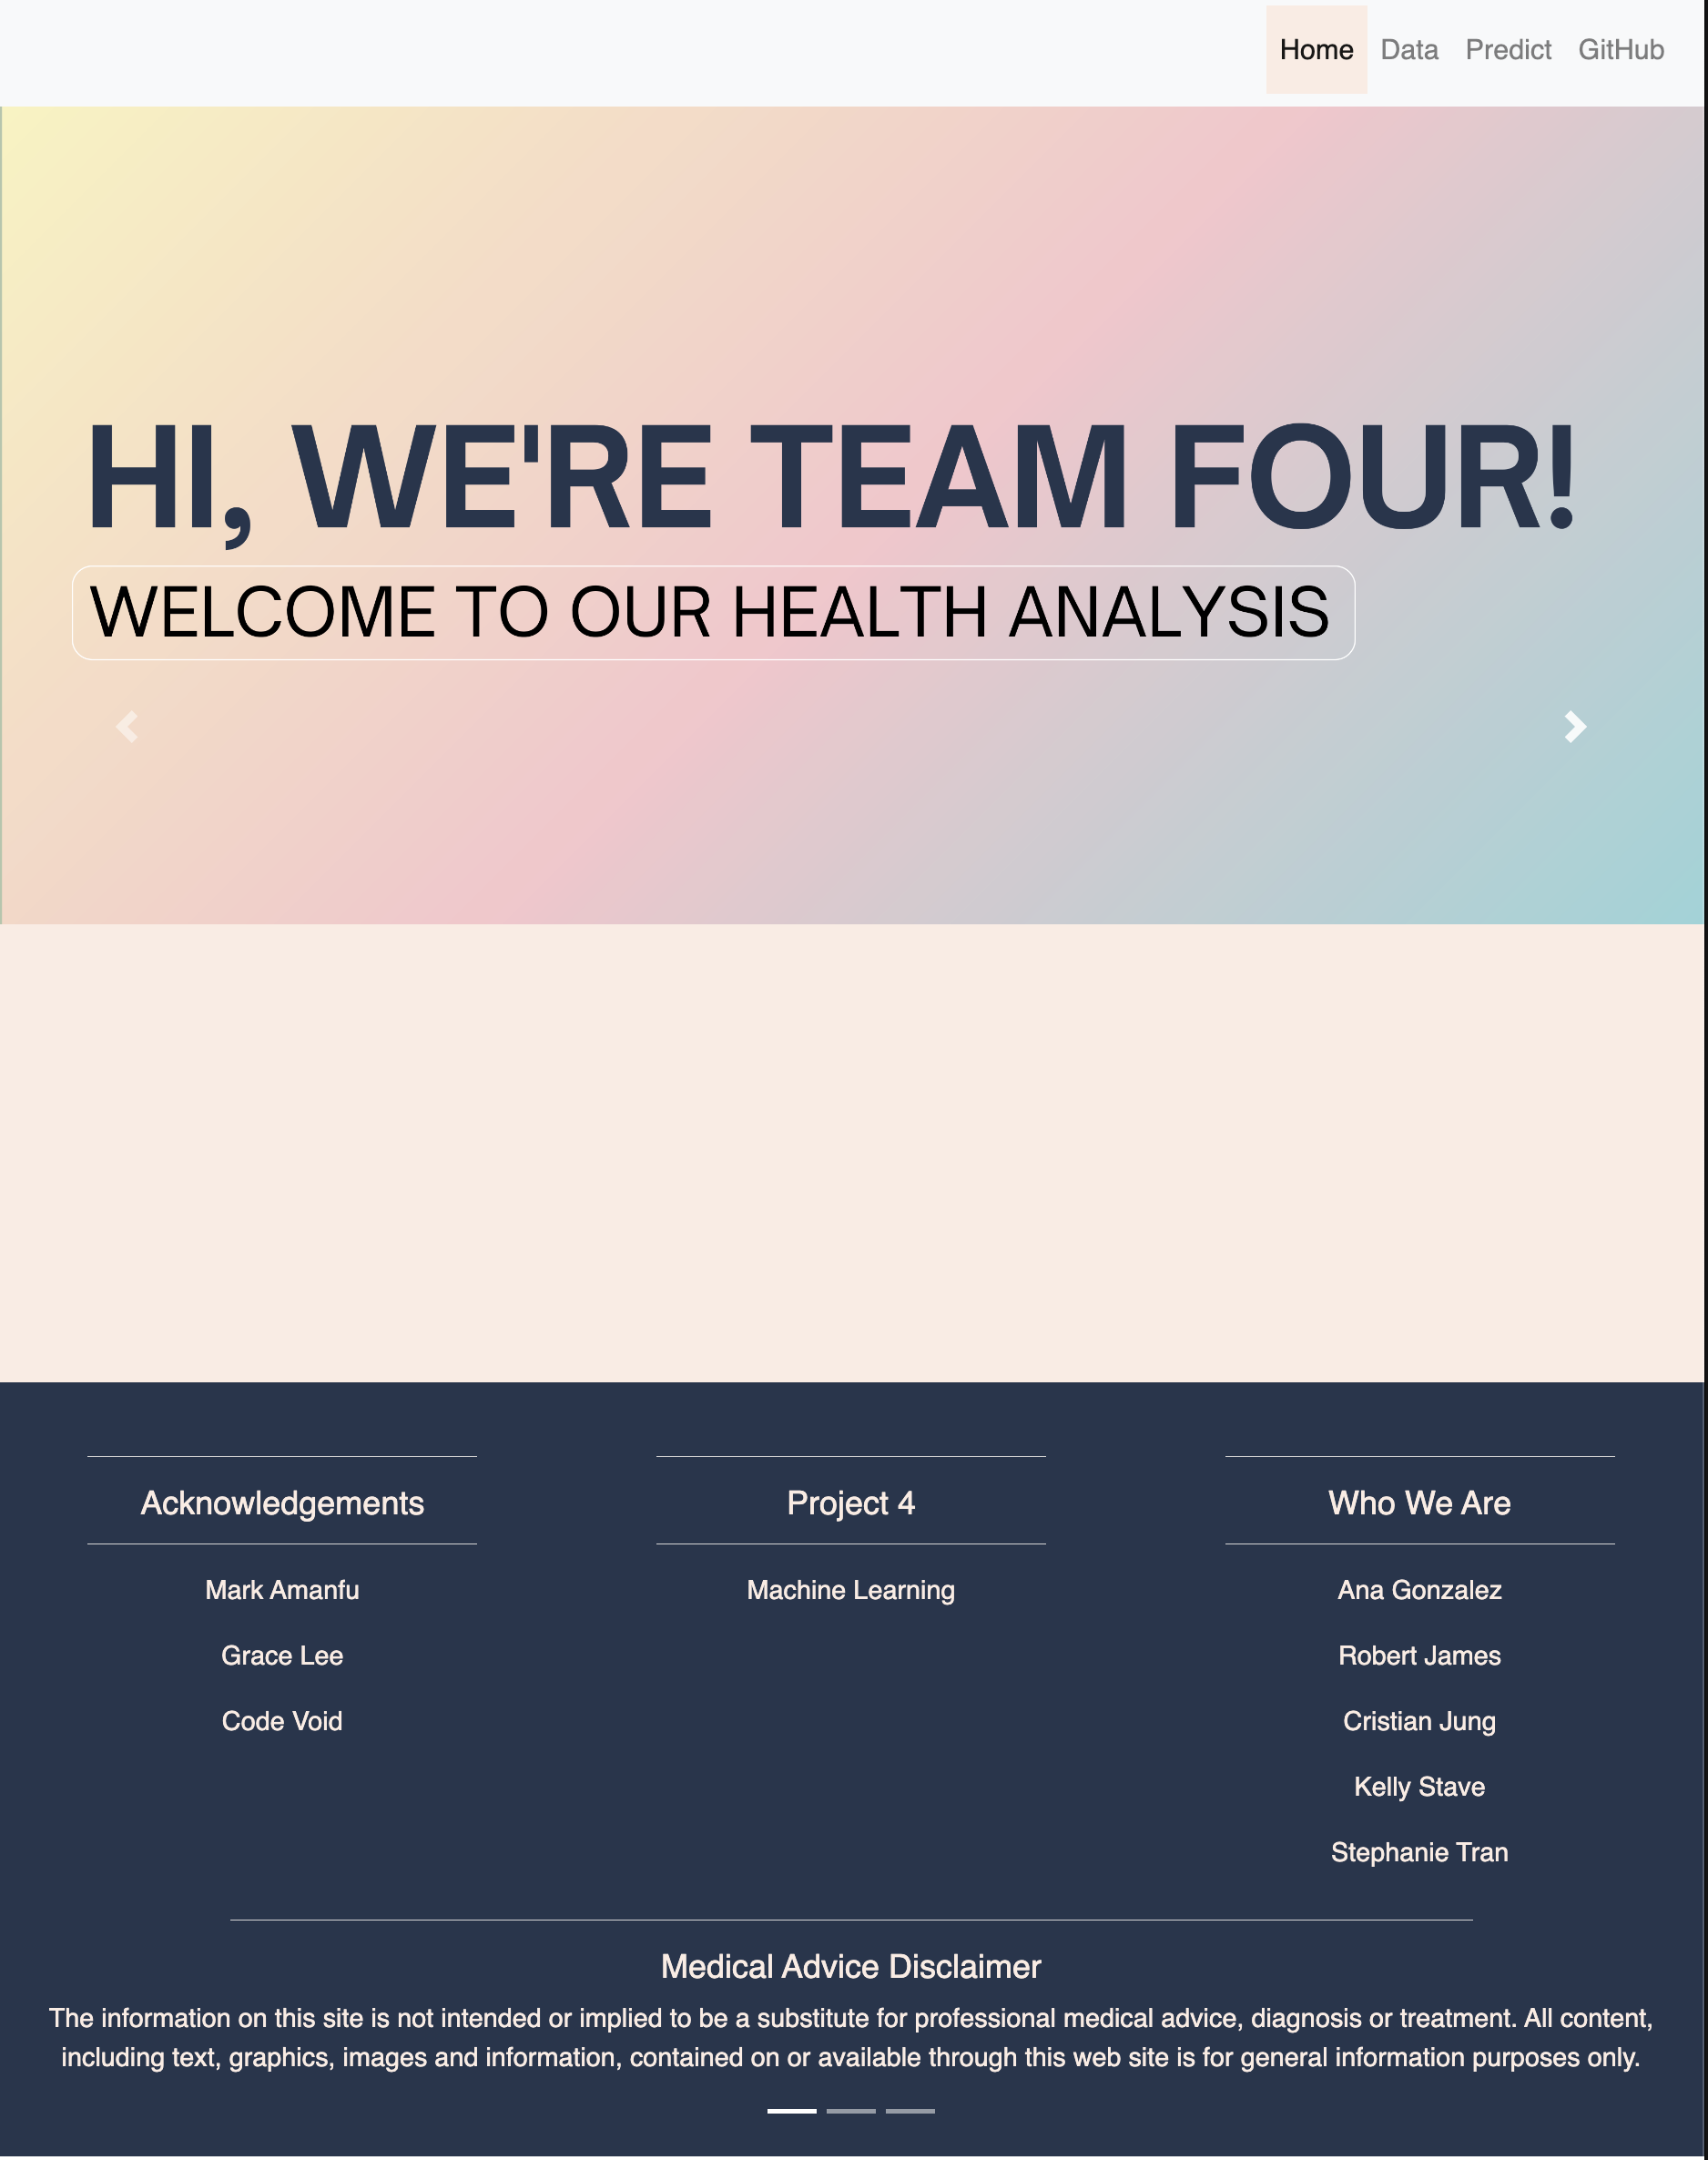 Home Data Predict GitHub
HI, WE'RE TEAM FOUR!
WELCOME TO OUR HEALTH ANALYSIS
Acknowledgements
Mark Amanfu
Grace Lee
Code Void
Project 4
Machine Learning
Who We Are
Ana Gonzalez
Robert James
Cristian Jung
Kelly Stave
Stephanie Tran
Medical Advice Disclaimer
The information on this site is not intended or implied to be a substitute for professional medical advice, diagnosis or treatment. All content,
including text, graphics, images and information, contained on or available through this web site is for general information purposes only.